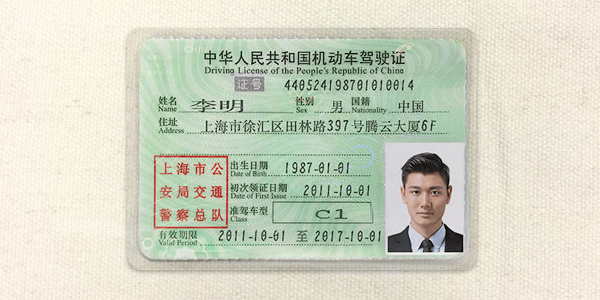 中华人民共和国机动车驾驶证
Driving License of the People's Republic of China
证号 440524198701010014
姓名 Name 李明 性别 Sex 男 国籍 Nationality 中国
住址 Address 上海市徐汇区田林路397号腾云大厦6F
上海市公
安局交通
警察总队
出生日期 Date of Birth 1987-01-01
初次领证日期 Date of First Issue 2011-10-01
准驾车型 Class C1
有效期限 Valid Period 2011-10-01 至 2017-10-01